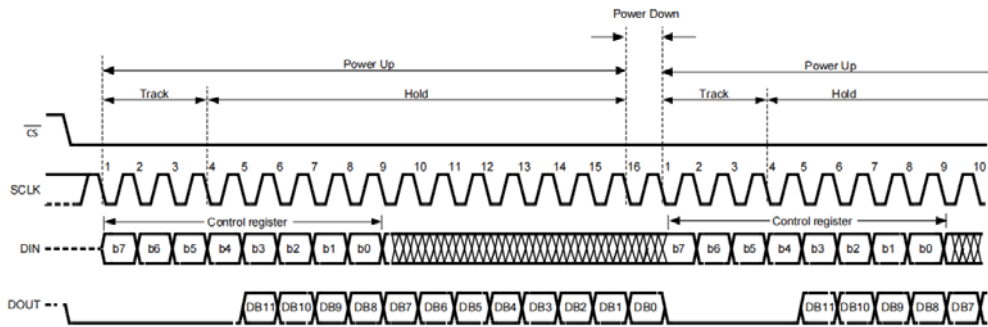 Power Down
Power Up Power Up
Track Hold Track Hold
CS
1 2 3 4 5 6 7 8 9 10 11 12 13 14 15 16 1 2 3 4 5 6 7 8 9 10
SCLK
Control register Control register
DIN b7 b6 b5 b4 b3 b2 b1 b0 b7 b6 b5 b4 b3 b2 b1 b0
DOUT DB11 DB10 DB9 DB8 DB7 DB6 DB5 DB4 DB3 DB2 DB1 DB0 DB11 DB10 DB9 DB8 DB7